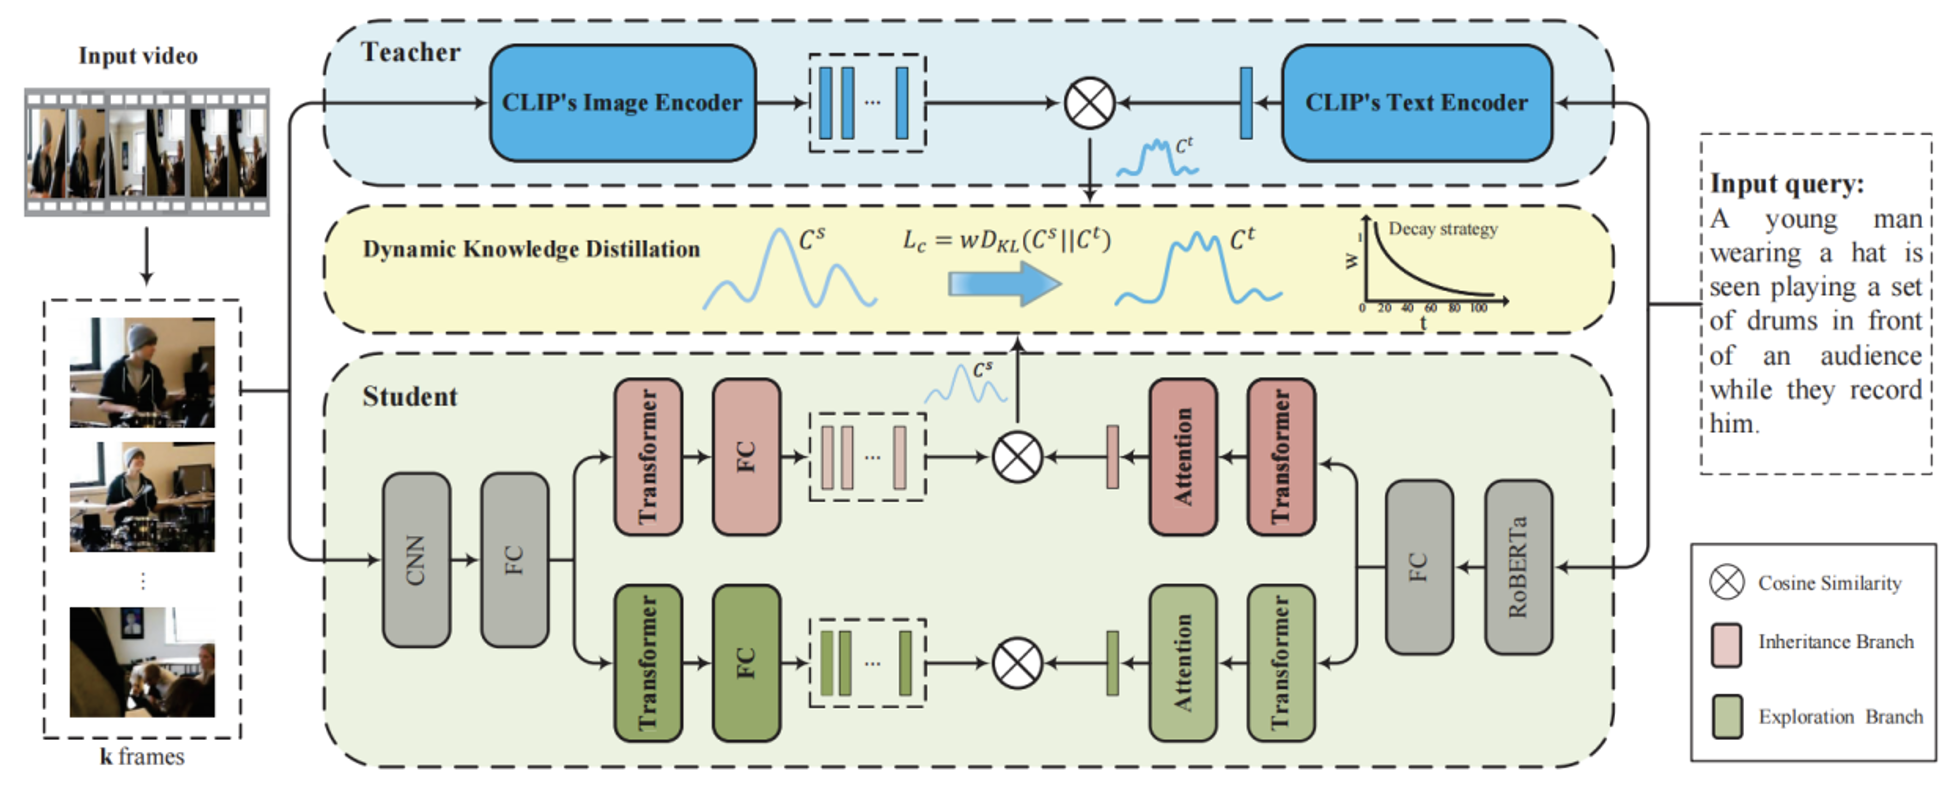 Input video
k frames
Teacher
CLIP's Image Encoder
...
CLIP's Text Encoder
C^t
Dynamic Knowledge Distillation
C^s
L_c = wD_{KL}(C^s||C^t)
C^t
Decay strategy
1
w
0 20 40 60 80 100
t
Student
C^s
CNN
FC
Transformer
FC
...
Attention
Transformer
Transformer
FC
...
Attention
Transformer
FC
RoBERTa
Input query:
A young man
wearing a hat is
seen playing a set
of drums in front
of an audience
while they record
him.
Cosine Similarity
Inheritance Branch
Exploration Branch